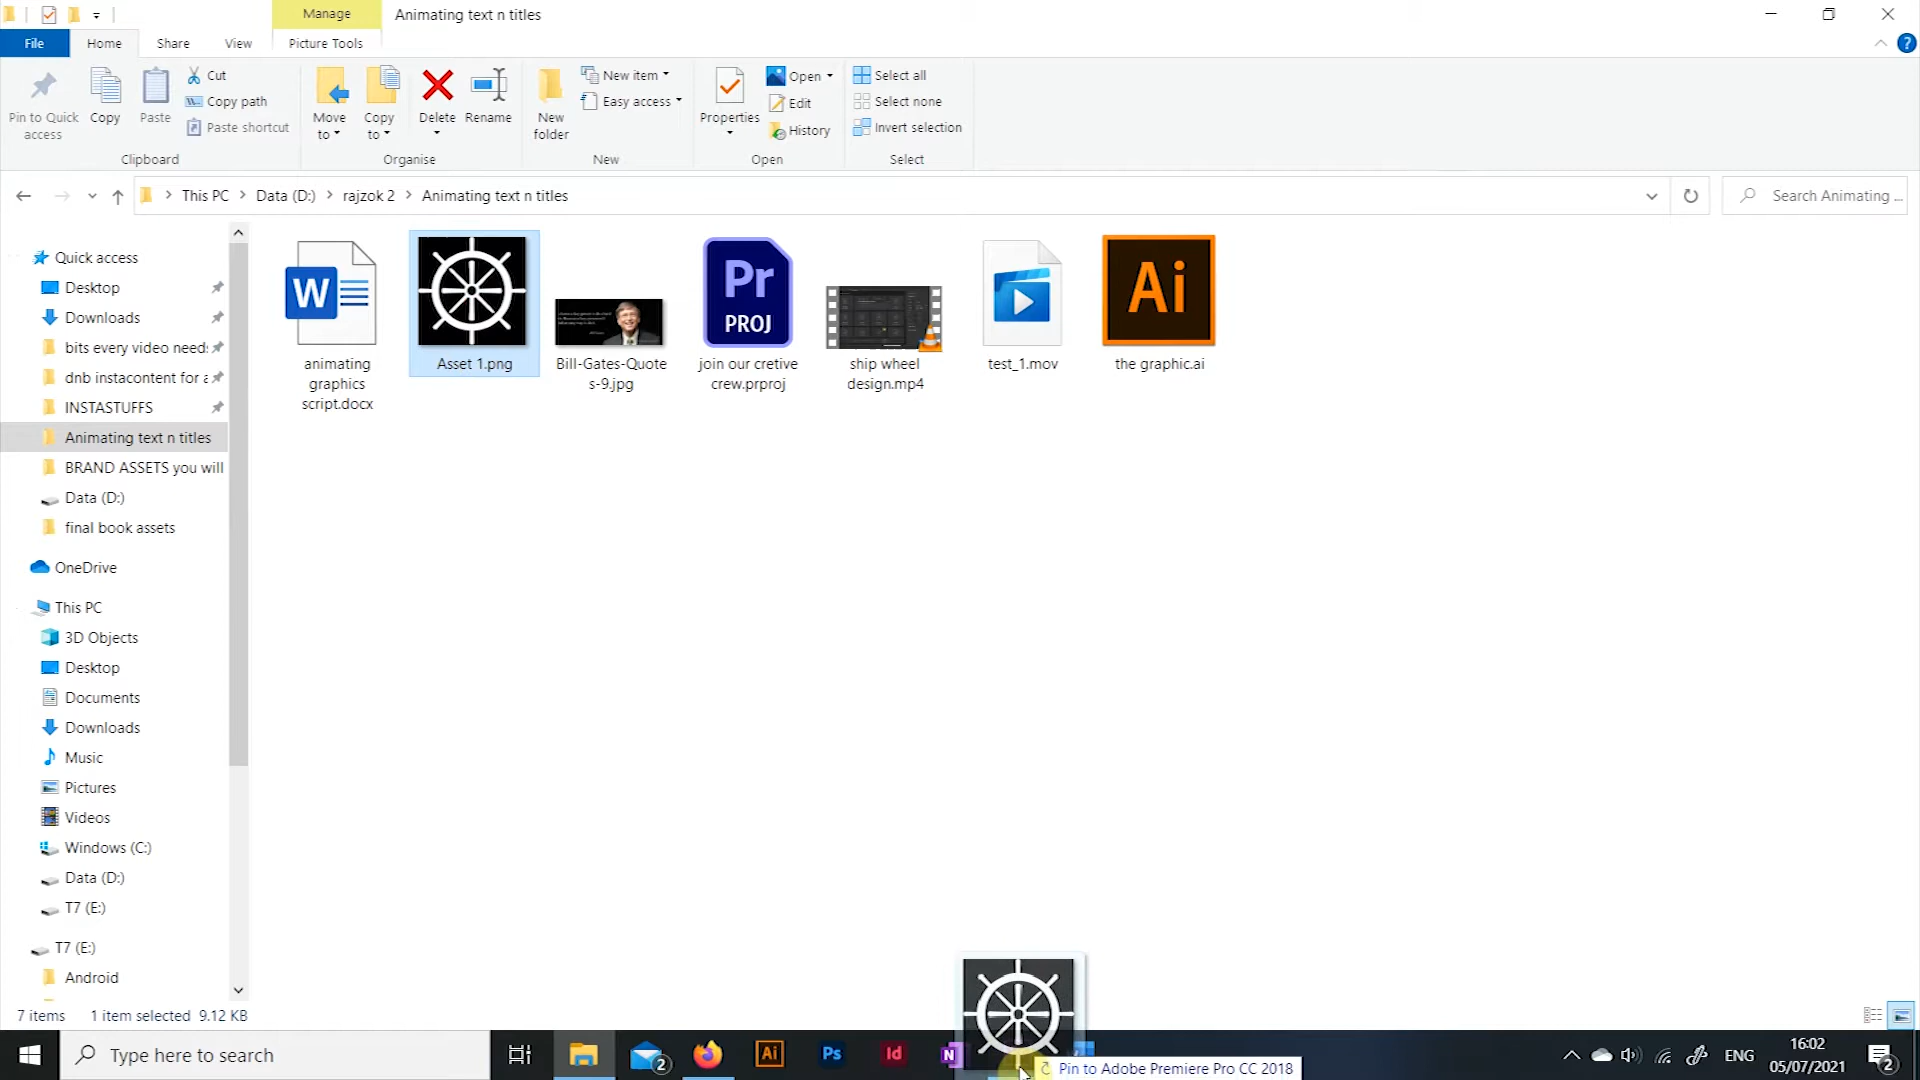 Manage
Animating text n titles
File
Home
Share
View
Picture Tools
Pin to Quick
access
Copy
Paste
Cut
Copy path
Paste shortcut
Clipboard
Move
to
Copy
to
Delete
Rename
Organise
New
folder
New item
Easy access
New
Properties
Open
Edit
History
Open
Select all
Select none
Invert selection
Select
This PC
Data (D:)
rajzok 2
Animating text n titles
Search Animating ...
Quick access
Desktop
Downloads
bits every video need
dnb instacontent for
INSTASTUFFS
Animating text n titles
BRAND ASSETS you will
Data (D:)
final book assets
OneDrive
This PC
3D Objects
Desktop
Documents
Downloads
Music
Pictures
Videos
Windows (C:)
Data (D:)
T7 (E:)
T7 (E:)
Android
W
animating
graphics
script.docx
Asset 1.png
Bill-Gates-Quote
s-9.jpg
Pr
PROJ
join our cretive
crew.prproj
ship wheel
design.mp4
test_1.mov
Ai
the graphic.ai
7 items
1 item selected 9.12 KB
Type here to search
2
Ai
Ps
Id
N
Pin to Adobe Premiere Pro CC 2018
ENG
16:02
05/07/2021
2